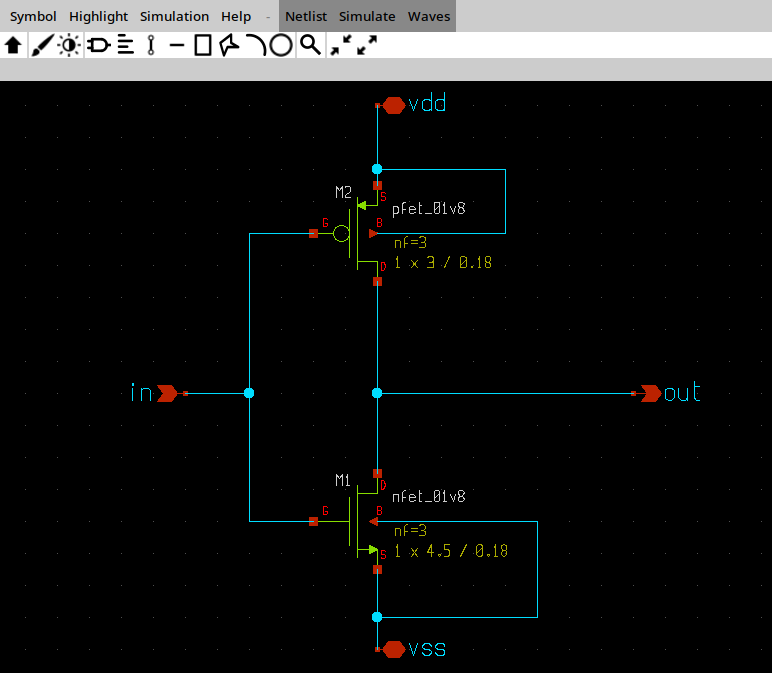 Symbol Highlight Simulation Help - Netlist Simulate Waves
vdd
M2
S
pfet_01v8
G
B
nf=3
1 x 3 / 0.18
D
in
out
M1
D
nfet_01v8
G
B
nf=3
1 x 4.5 / 0.18
S
vss